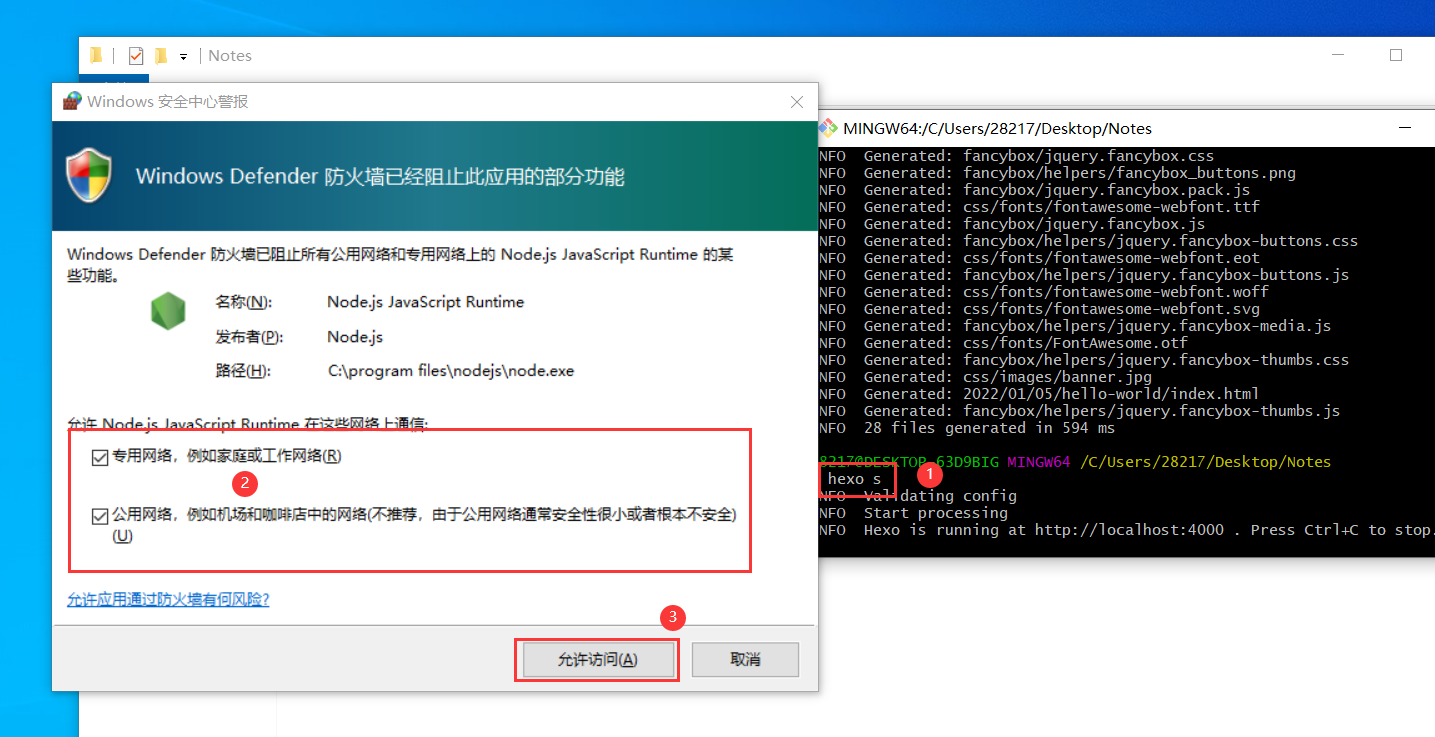 Notes
Windows 安全中心警报
Windows Defender 防火墙已经阻止此应用的部分功能
Windows Defender 防火墙已阻止所有公用网络和专用网络上的 Node.js JavaScript Runtime 的某
些功能。
名称(N): Node.js JavaScript Runtime
发布者(P): Node.js
路径(H): C:\program files\nodejs\node.exe
允许 Node.js JavaScript Runtime 在这些网络上通信:
专用网络，例如家庭或工作网络(R)
2
公用网络，例如机场和咖啡店中的网络(不推荐，由于公用网络通常安全性很小或者根本不安全)
(U)
允许应用通过防火墙有何风险?
3
允许访问(A) 取消
MINGW64:/C/Users/28217/Desktop/Notes
NFO Generated: fancybox/jquery.fancybox.css
NFO Generated: fancybox/helpers/fancybox_buttons.png
NFO Generated: fancybox/jquery.fancybox.pack.js
NFO Generated: css/fonts/fontawesome-webfont.ttf
NFO Generated: fancybox/jquery.fancybox.js
NFO Generated: fancybox/helpers/jquery.fancybox-buttons.css
NFO Generated: css/fonts/fontawesome-webfont.eot
NFO Generated: fancybox/helpers/jquery.fancybox-buttons.js
NFO Generated: css/fonts/fontawesome-webfont.woff
NFO Generated: css/fonts/fontawesome-webfont.svg
NFO Generated: fancybox/helpers/jquery.fancybox-media.js
NFO Generated: css/fonts/FontAwesome.otf
NFO Generated: fancybox/helpers/jquery.fancybox-thumbs.css
NFO Generated: css/images/banner.jpg
NFO Generated: 2022/01/05/hello-world/index.html
NFO Generated: fancybox/helpers/jquery.fancybox-thumbs.js
NFO 28 files generated in 594 ms
8217@DESKTOP-63D9BIG MINGW64 /C/Users/28217/Desktop/Notes
hexo s 1
NFO Validating config
NFO Start processing
NFO Hexo is running at http://localhost:4000 . Press Ctrl+C to stop.